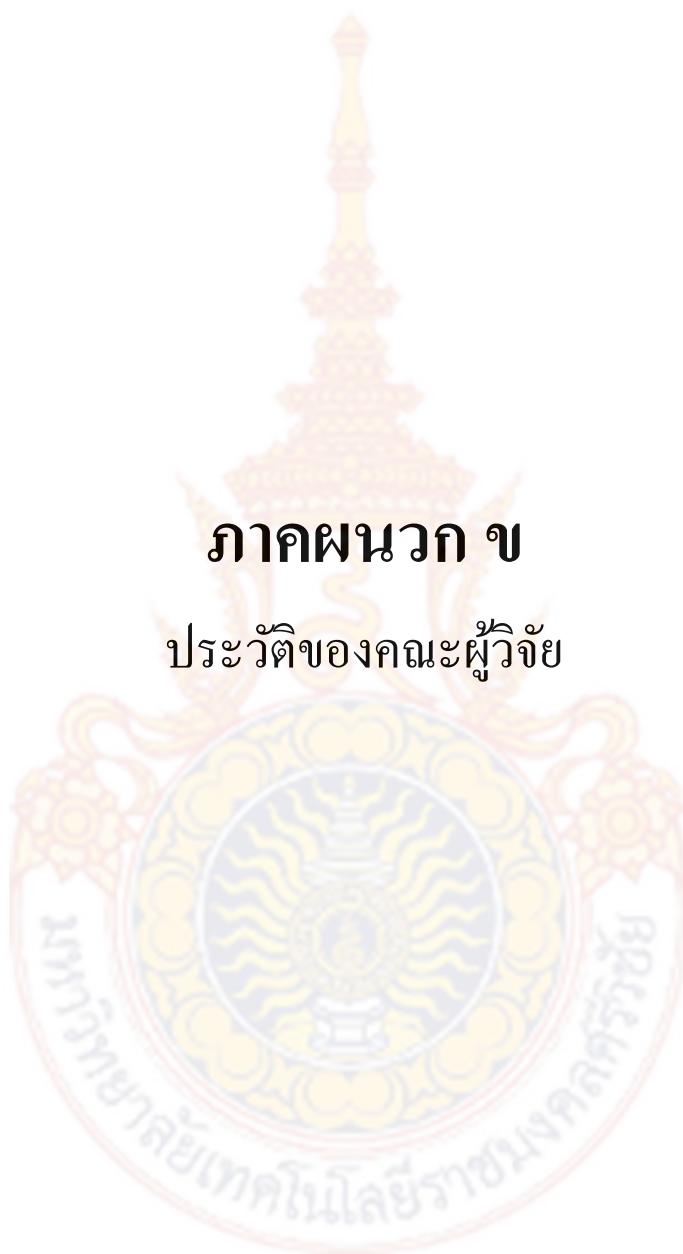 ภาคผนวก ข
ประวัติของคณะผู้วิจัย
มหาวิทยาลัยเทคโนโลยีราชมงคลศรีวิชัย